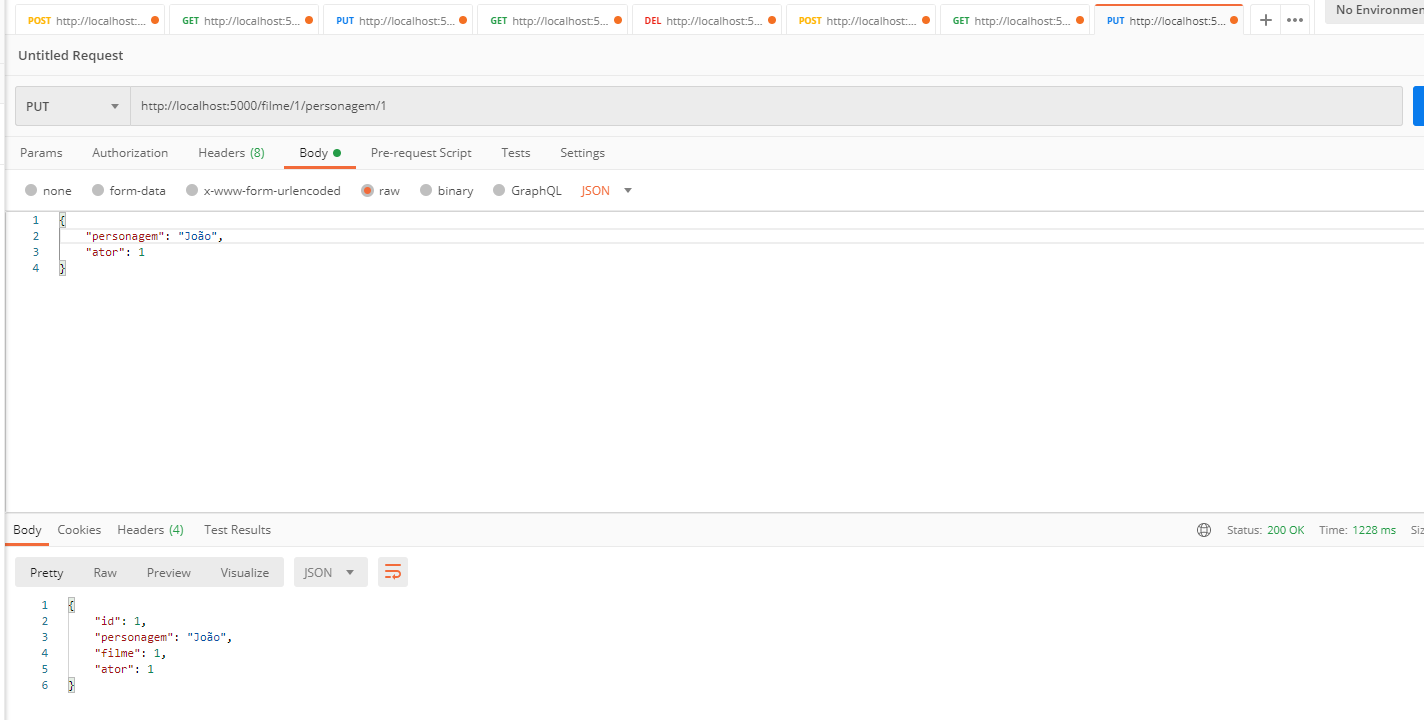 POST http://localhost:... GET http://localhost:5... PUT http://localhost:5... GET http://localhost:5... DEL http://localhost:5... POST http://localhost:... GET http://localhost:5... PUT http://localhost:5... + ••• No Environmen
Untitled Request
PUT http://localhost:5000/filme/1/personagem/1
Params Authorization Headers (8) Body Pre-request Script Tests Settings
none form-data x-www-form-urlencoded raw binary GraphQL JSON
1 {
2 "personagem": "João",
3 "ator": 1
4 }
Body Cookies Headers (4) Test Results Status: 200 OK Time: 1228 ms Siz
Pretty Raw Preview Visualize JSON
1 {
2 "id": 1,
3 "personagem": "João",
4 "filme": 1,
5 "ator": 1
6 }